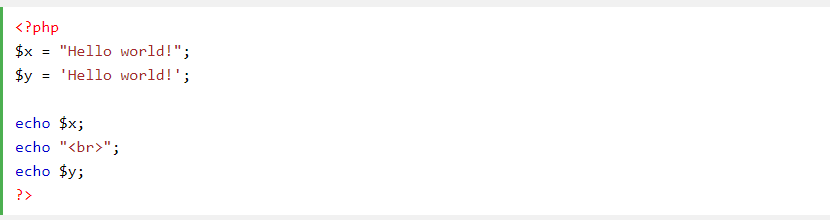 <?php
$x = "Hello world!";
$y = 'Hello world!';
echo $x;
echo "<br>";
echo $y;
?>